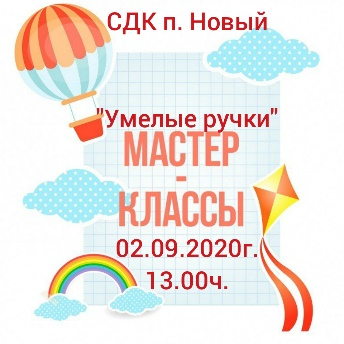 СДК п. Новый
"Умелые ручки"
МАСТЕР
-
КЛАССЫ
02.09.2020г.
13.00ч.